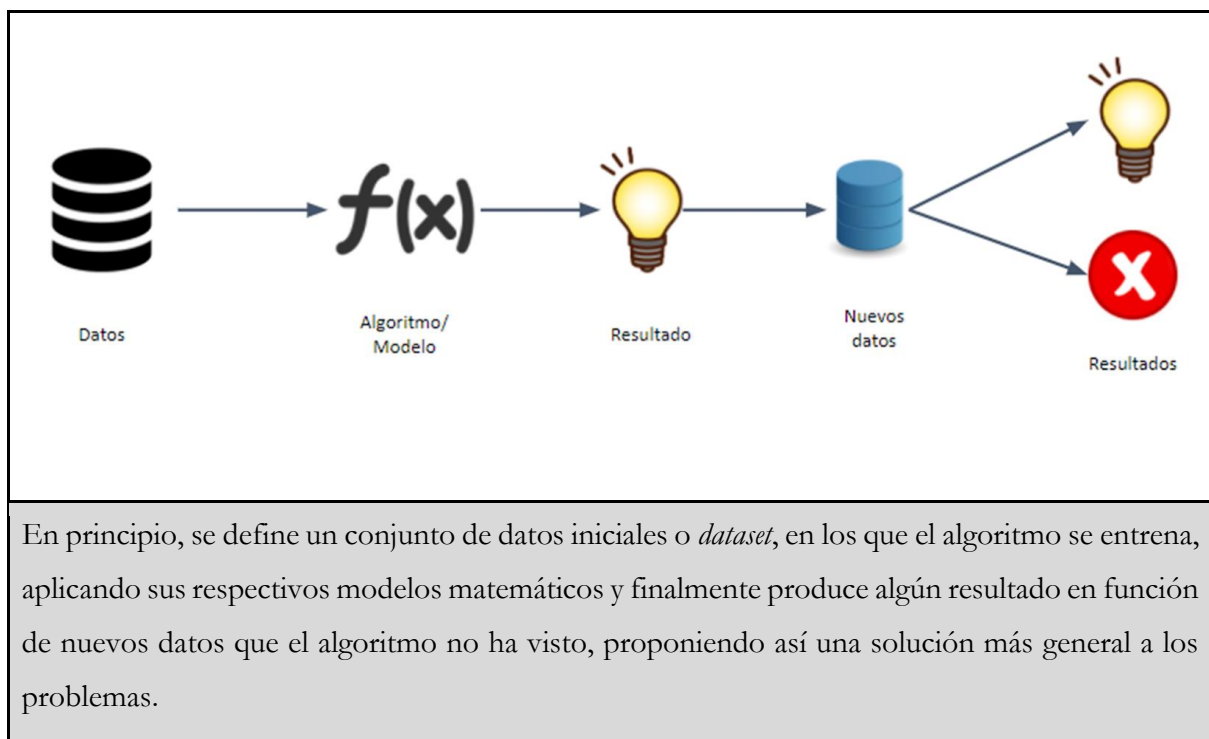 f(x)
Datos
Algoritmo/
Modelo
Resultado
Nuevos
datos
X
Resultados
En principio, se define un conjunto de datos iniciales o dataset, en los que el algoritmo se entrena,
aplicando sus respectivos modelos matemáticos y finalmente produce algún resultado en función
de nuevos datos que el algoritmo no ha visto, proponiendo así una solución más general a los
problemas.